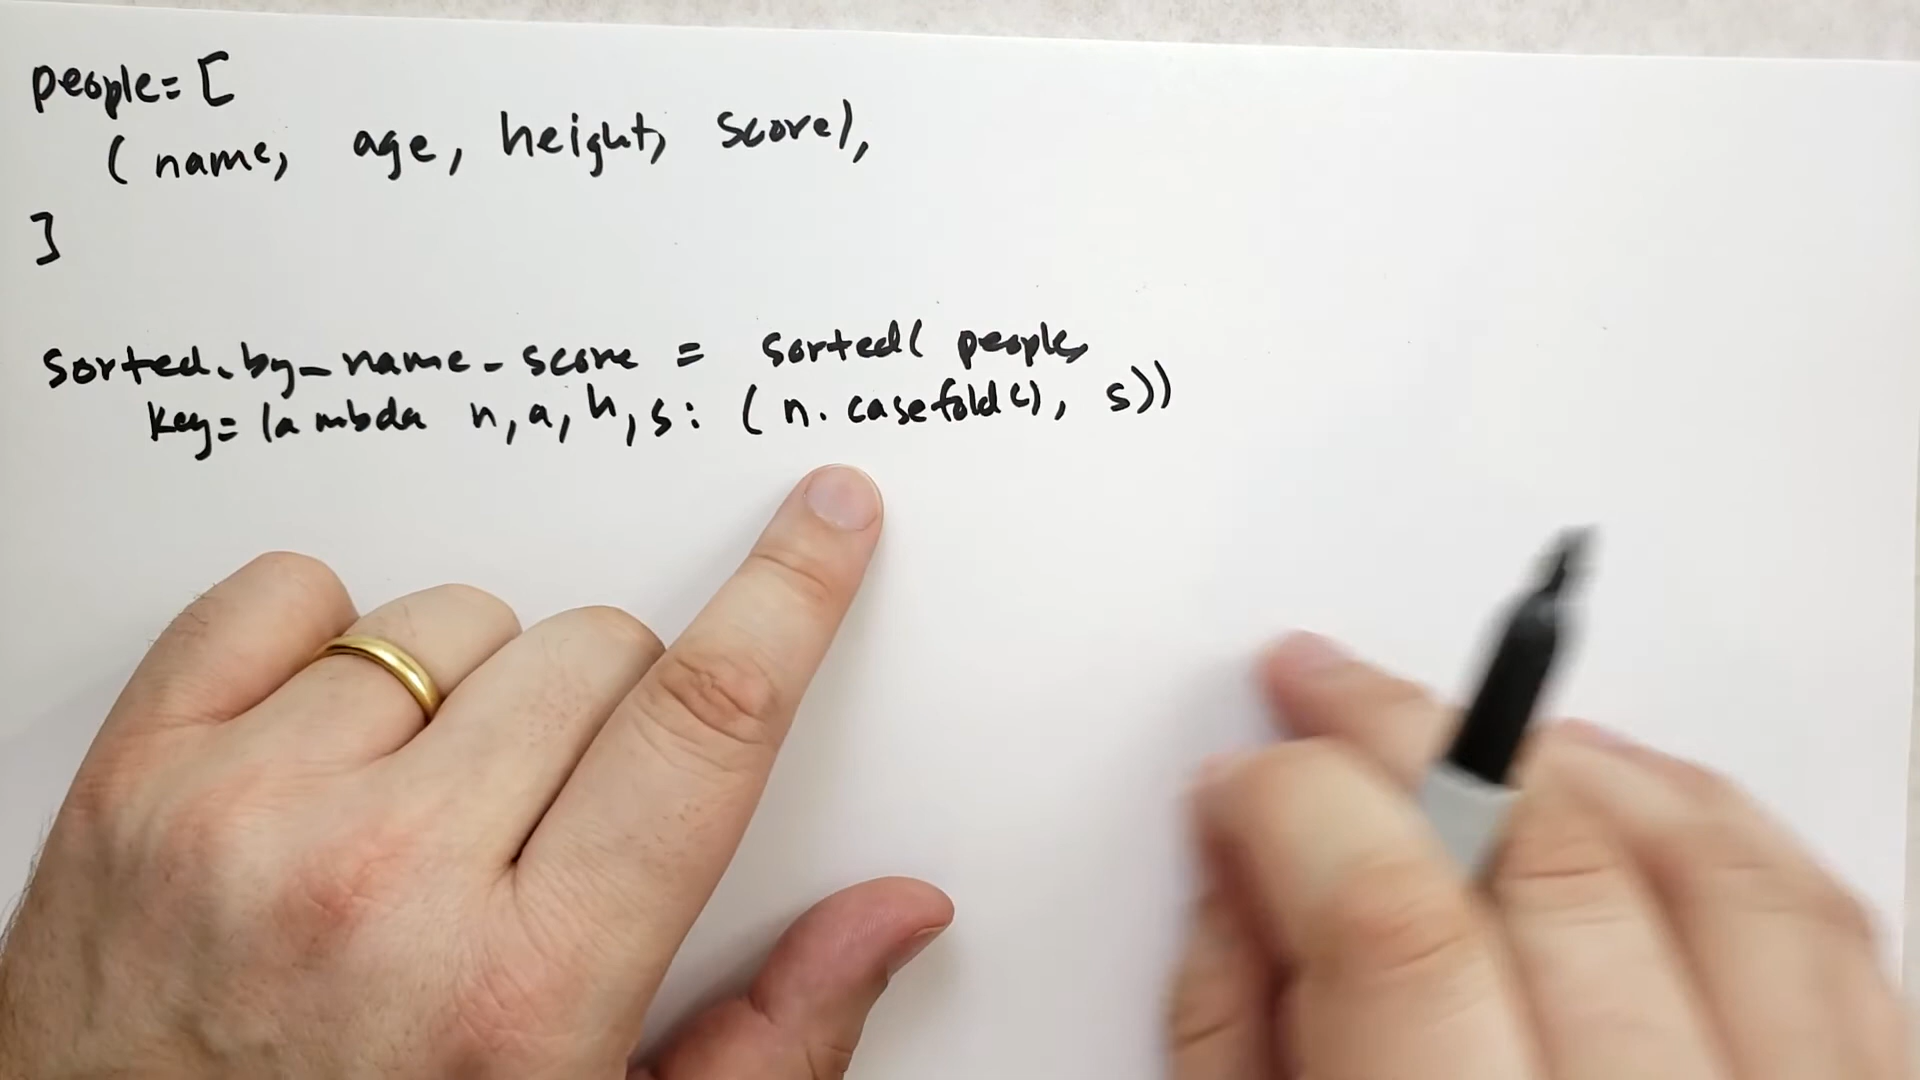 people=[
(name, age, height, score),
]
sorted_by_name_score = sorted( people,
key= lambda n, a, h, s: (n.casefold(), s))